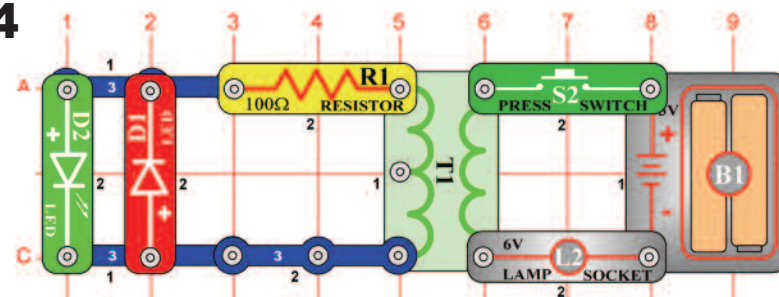 4
1 2 3 4 5 6 7 8 9
1
A 3 R1
100Ω RESISTOR
2
PRESS S2 SWITCH
2
3V
+
D2
+
LED
2
D1
LED
+
2
1
T1
1
-
B1
C 3
1
3
2
6V
L2
LAMP SOCKET
2